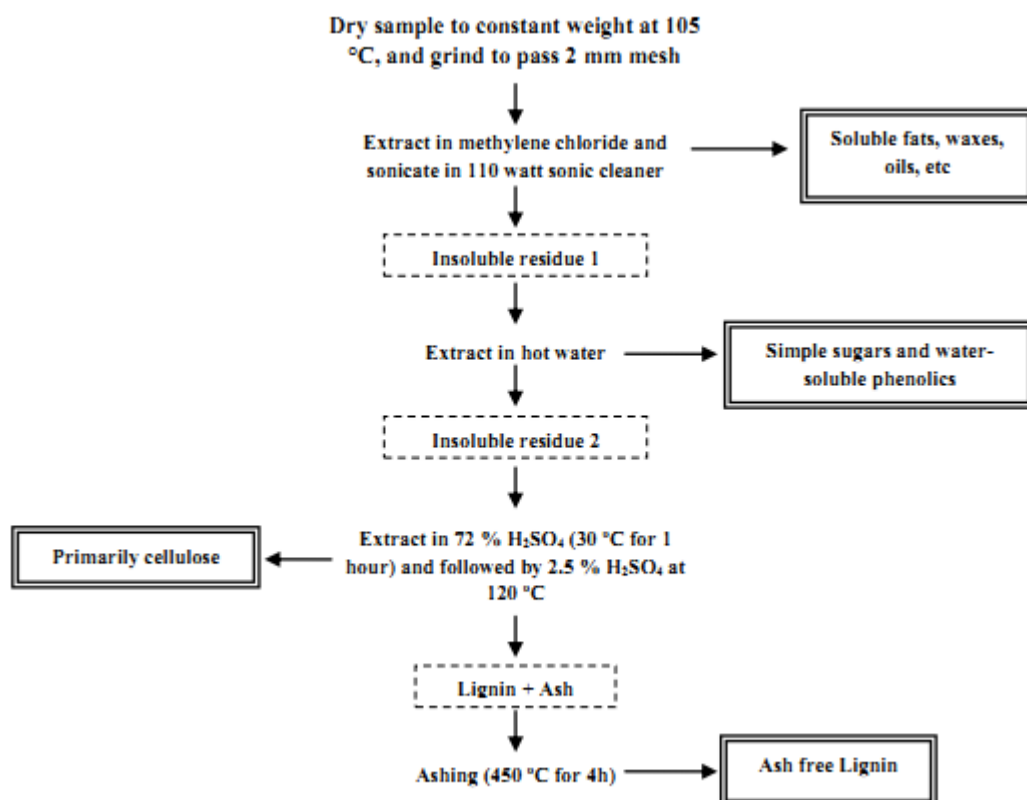 Dry sample to constant weight at 105
°C, and grind to pass 2 mm mesh
Extract in methylene chloride and
sonicate in 110 watt sonic cleaner
Soluble fats, waxes,
oils, etc
Insoluble residue 1
Extract in hot water
Simple sugars and water-
soluble phenolics
Insoluble residue 2
Primarily cellulose
Extract in 72 % H₂SO₄ (30 °C for 1
hour) and followed by 2.5 % H₂SO₄ at
120 °C
Lignin + Ash
Ashing (450 °C for 4h)
Ash free Lignin